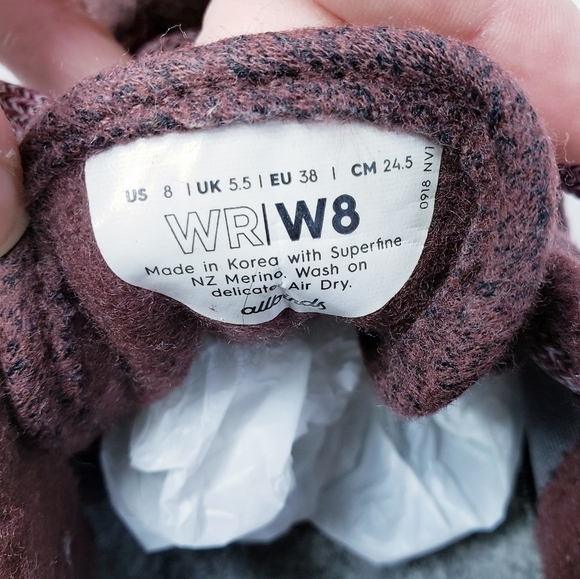 US 8 | UK 5.5 | EU 38 | CM 24.5
WR|W8
Made in Korea with Superfine
NZ Merino. Wash on
delicate. Air Dry.
allbirds
0918 NV1